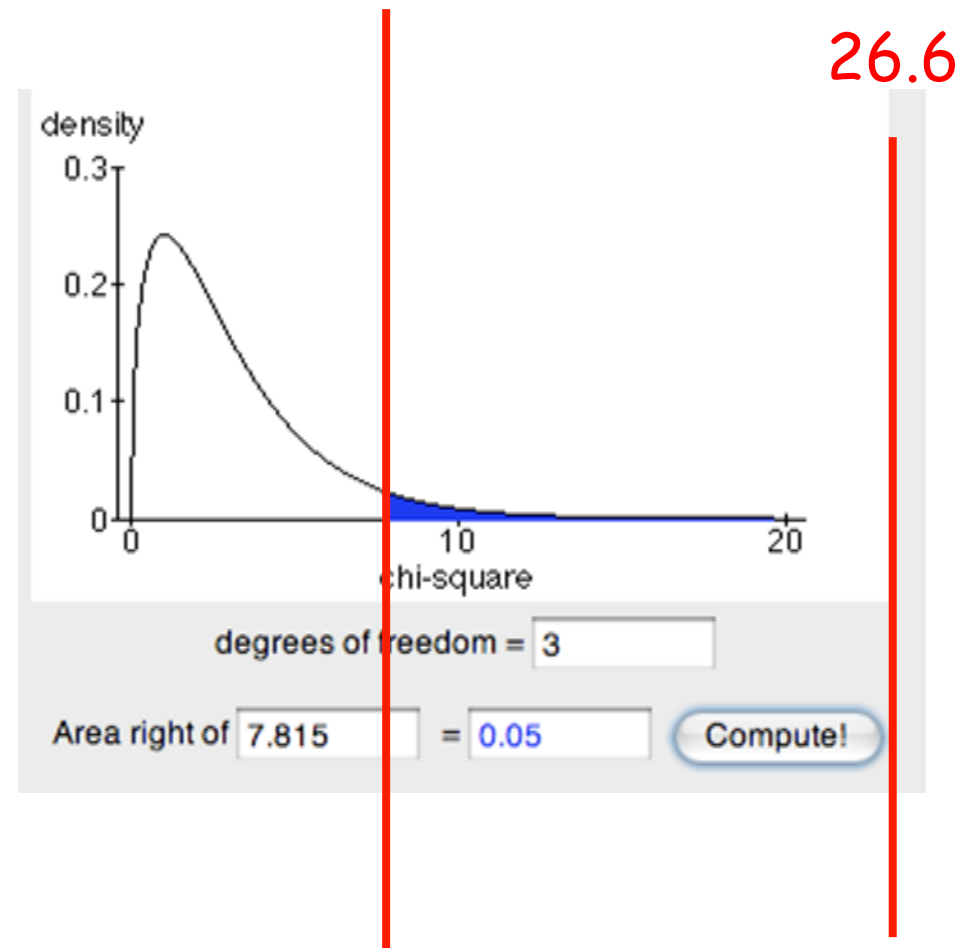 26.6
density
0.3
0.2
0.1
0
0 10 20
chi-square
degrees of freedom = 3
Area right of 7.815 = 0.05 Compute!